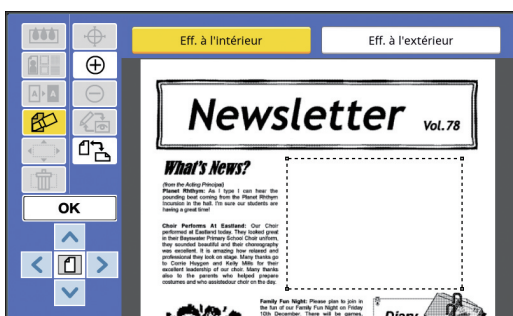 Eff. à l'intérieur
Eff. à l'extérieur
A A
OK
Newsletter Vol. 78
What's News?
(from the Acting Principal)
Planet Rhthym: As I type I can hear the
pounding beat coming from the Planet Rhthym
Incursion in the hall. I'm sure our students are
having a great time!
Choir Performs At Eastland: Our Choir
performed at Eastland today. They looked great
in their Bayswater Primary School Choir uniform,
they sounded beautiful and their choreography
was excellent. It is amazing how relaxed and
professional they look on stage. Many thanks go
to Corrie Huygen and Kelly Mills for their
excellent leadership of our choir. Many thanks
also to the parents who helped prepare
costumes and who assistedour choir on the day.
Family Fun Night: Please plan to join in
the fun of our Family Fun Night on Friday
10th December. There will be games,
Diary